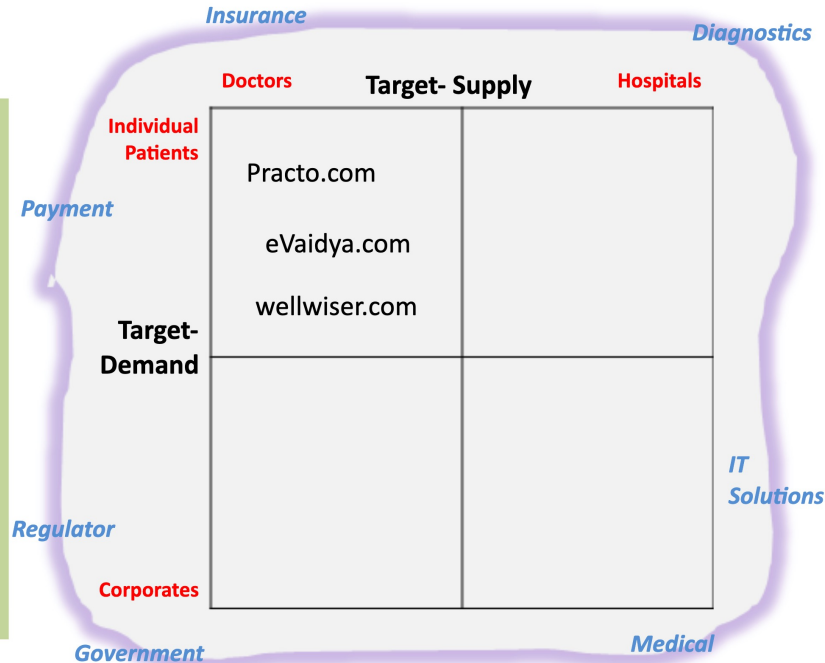 Insurance
Diagnostics
Doctors
Target- Supply
Hospitals
Individual
Patients
Practo.com
Payment
eVaidya.com
wellwiser.com
Target-
Demand
IT
Solutions
Regulator
Corporates
Medical
Government